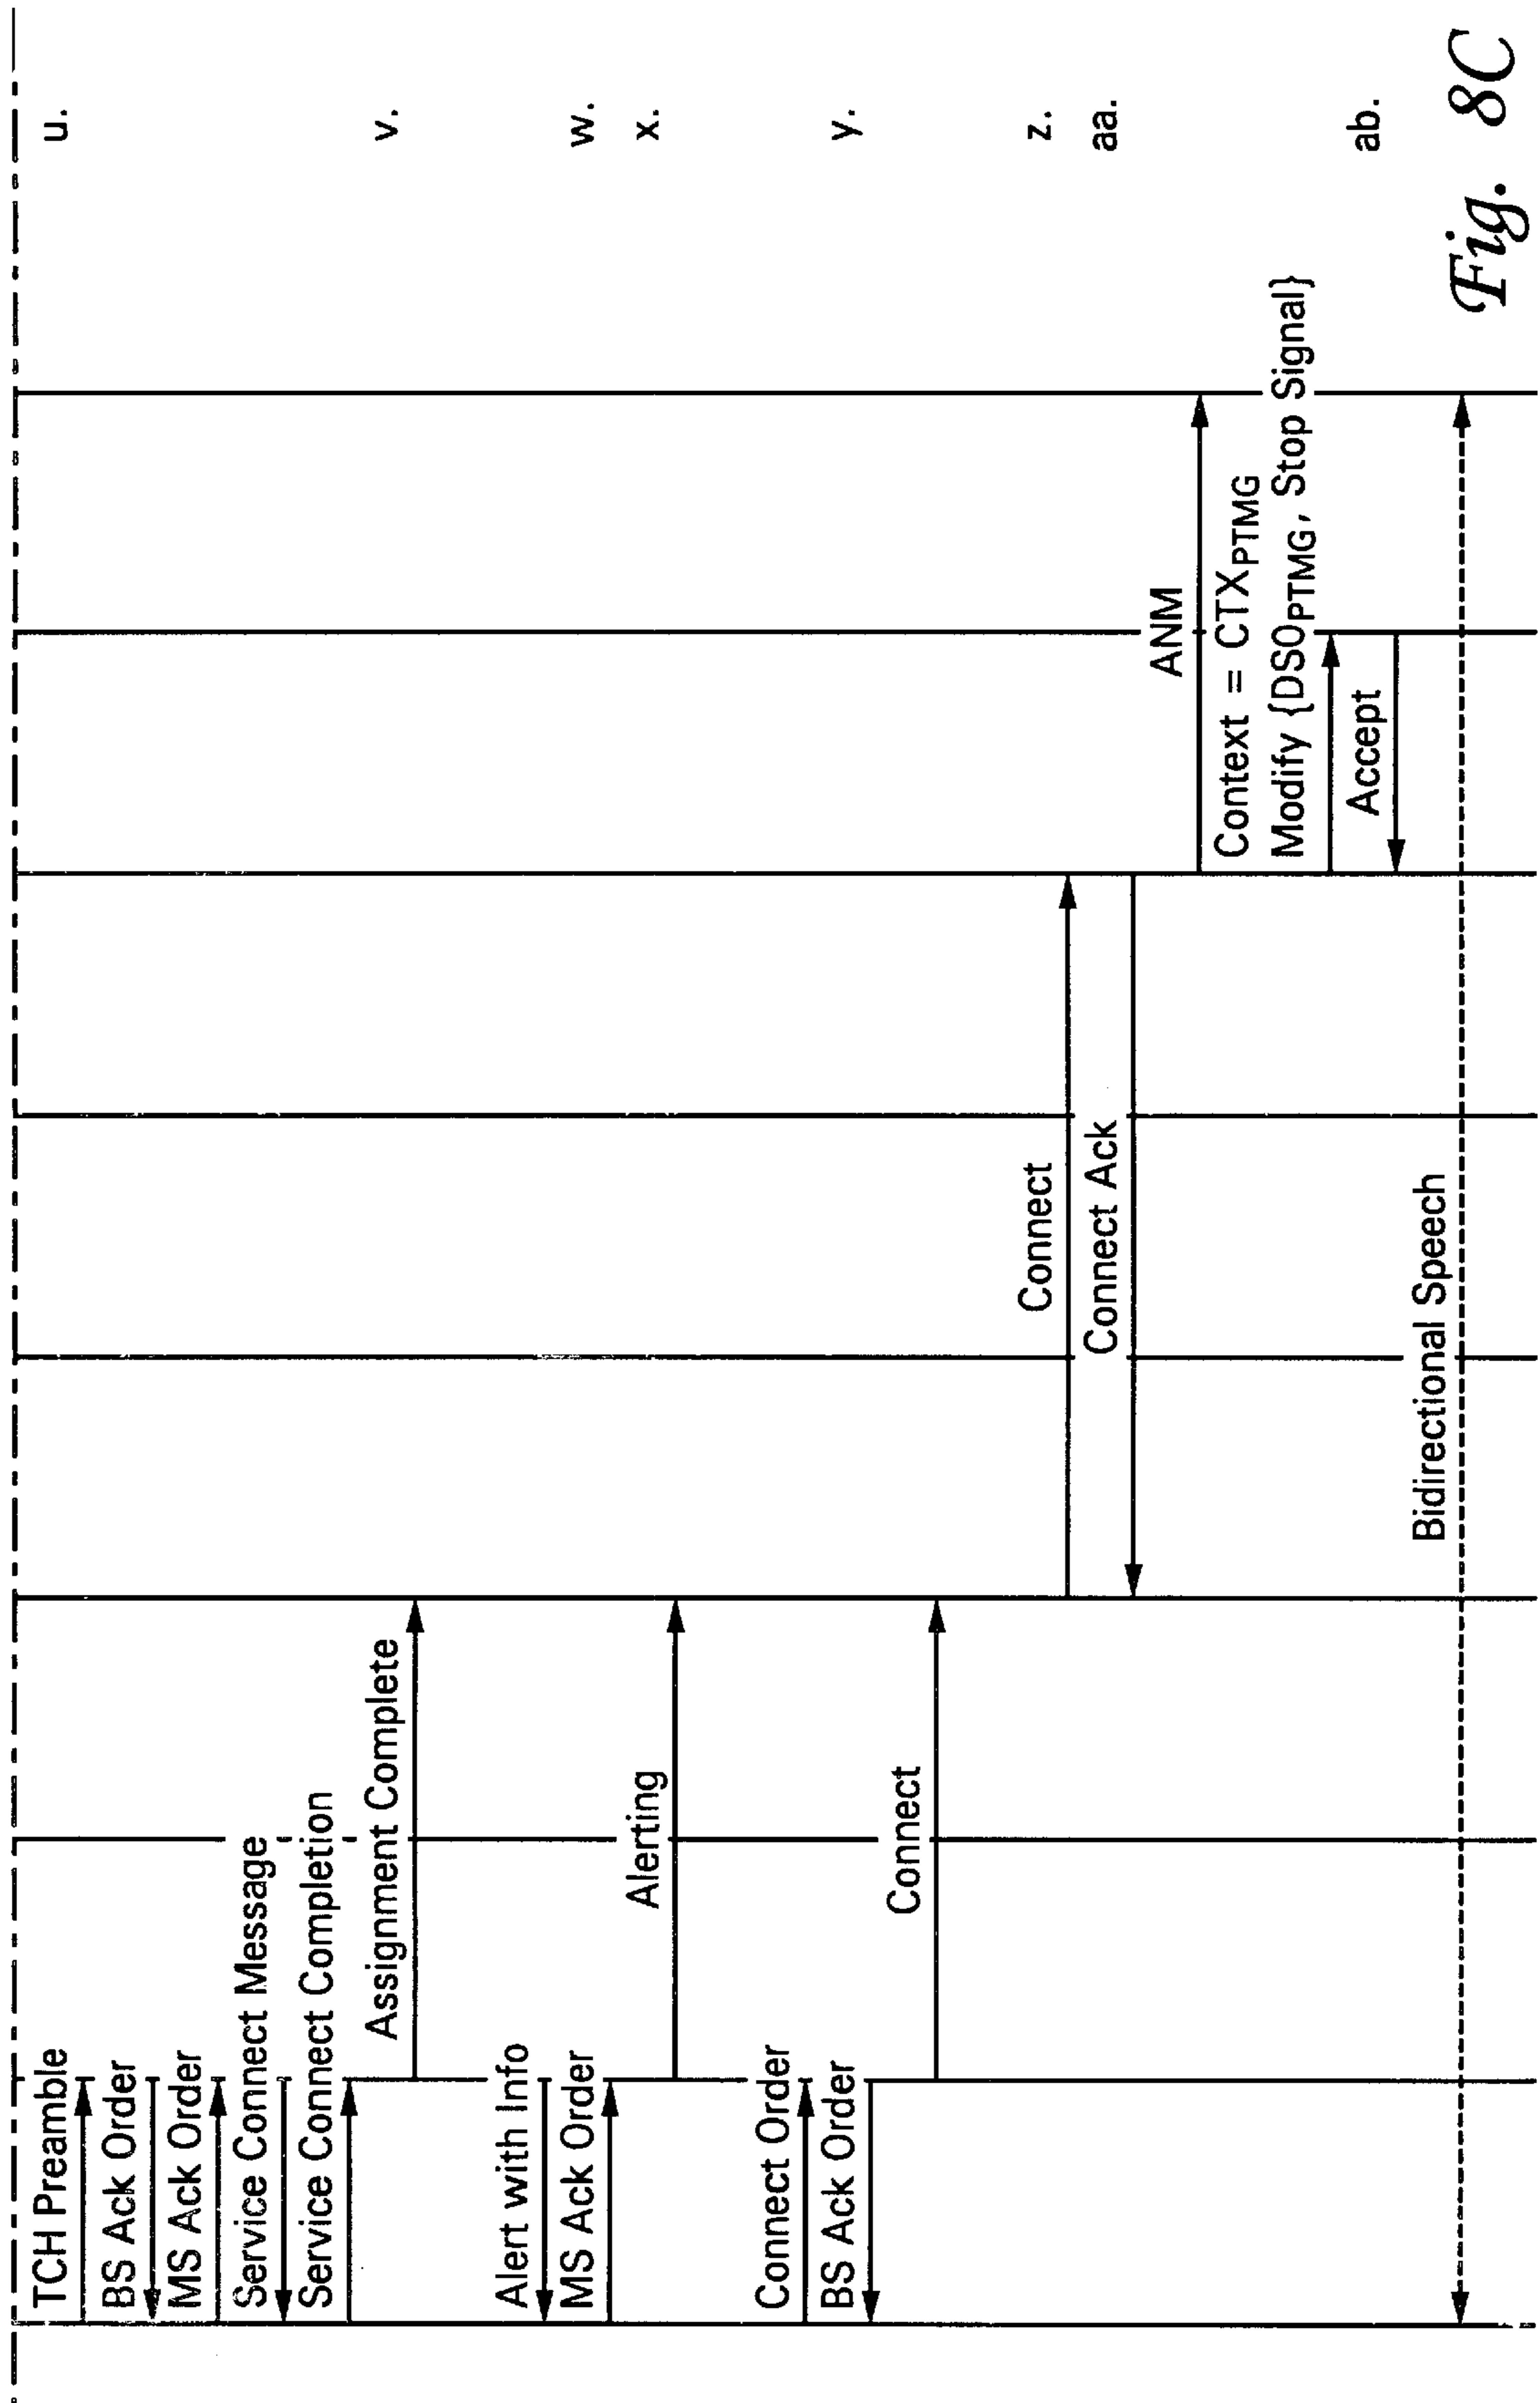 TCH Preamble
u.
BS Ack Order
MS Ack Order
Service Connect Message
Service Connect Completion
Assignment Complete
v.
Alert with Info
w.
MS Ack Order
Alerting
x.
Connect Order
BS Ack Order
y.
Connect
Connect
z.
Connect Ack
aa.
ANM
Context = CTXPTMG
Modify {DSOPTMG, Stop Signal}
Accept
ab.
Bidirectional Speech
Fig. 8C